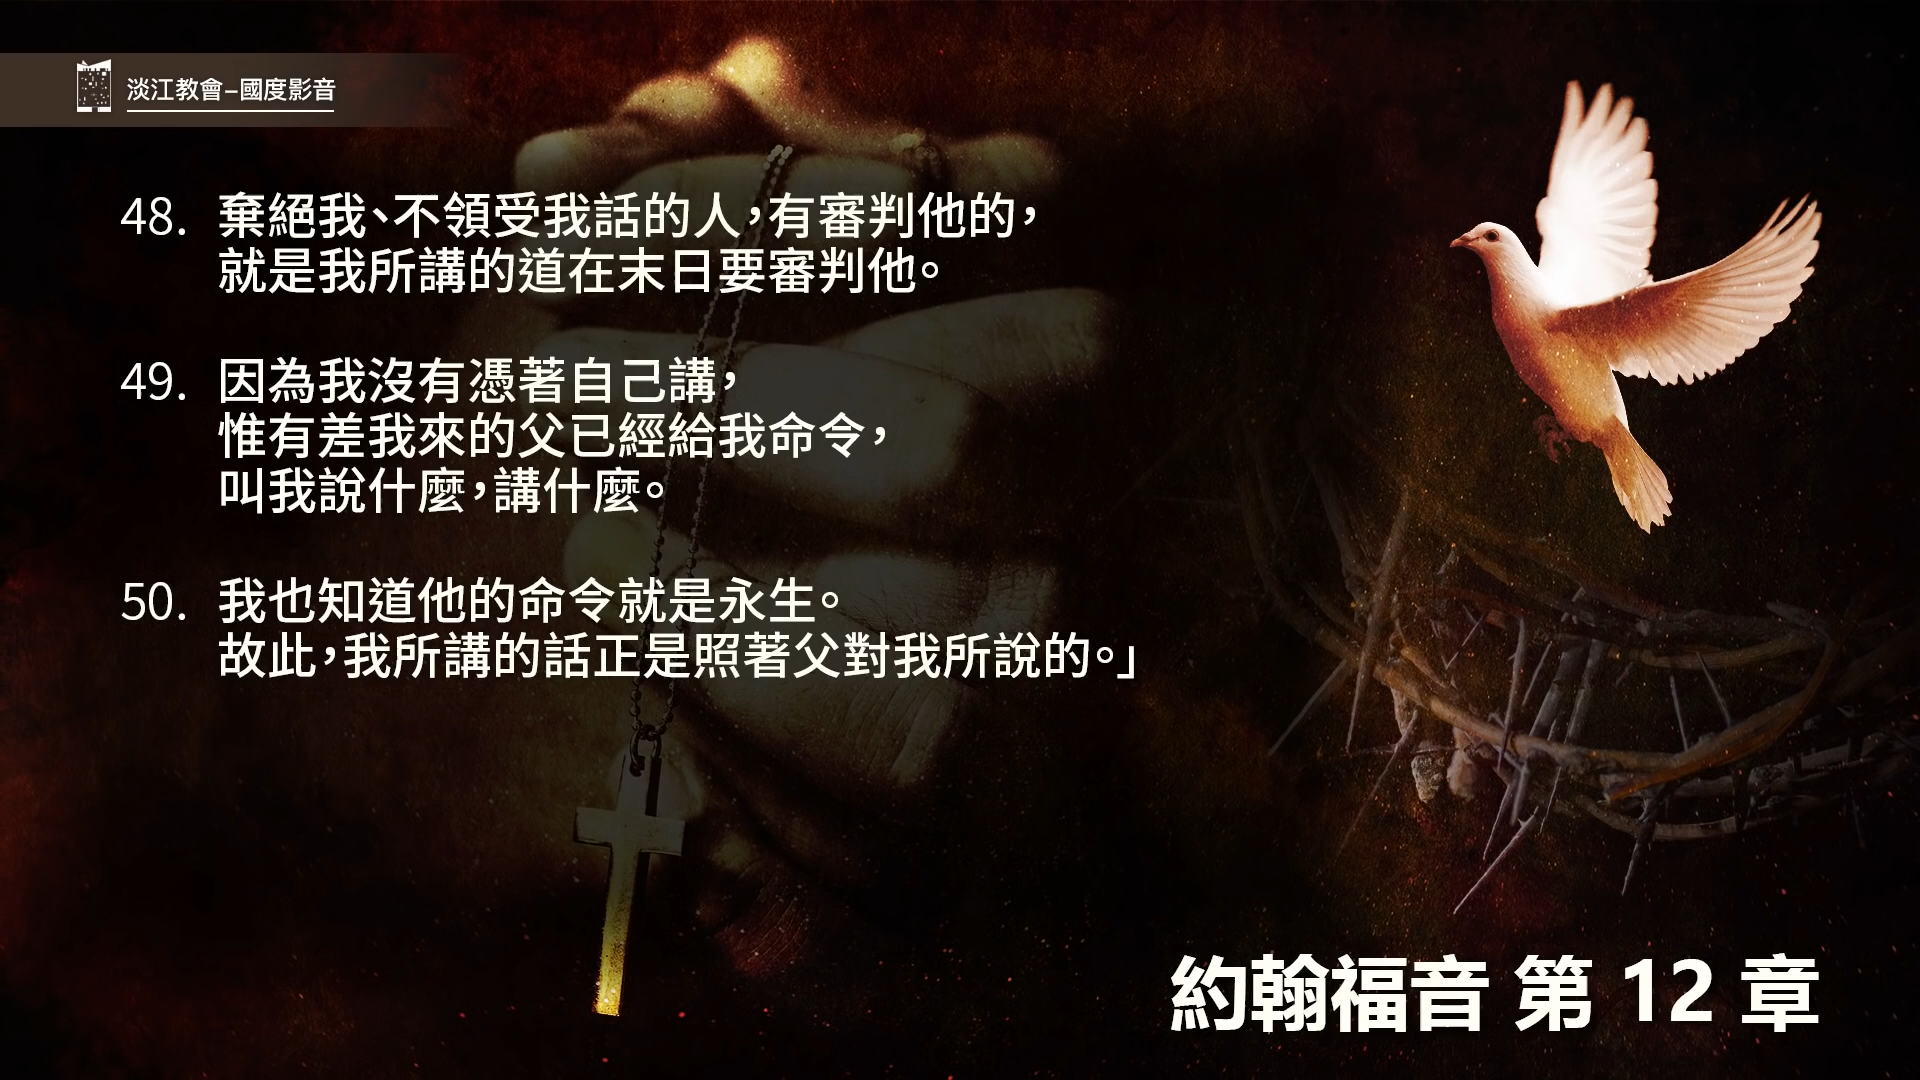 淡江教會–國度影音
48. 棄絕我、不領受我話的人，有審判他的，
就是我所講的道在末日要審判他。
49. 因為我沒有憑著自己講，
惟有差我來的父已經給我命令，
叫我說什麼，講什麼。
50. 我也知道他的命令就是永生。
故此，我所講的話正是照著父對我所說的。」
約翰福音 第 12 章